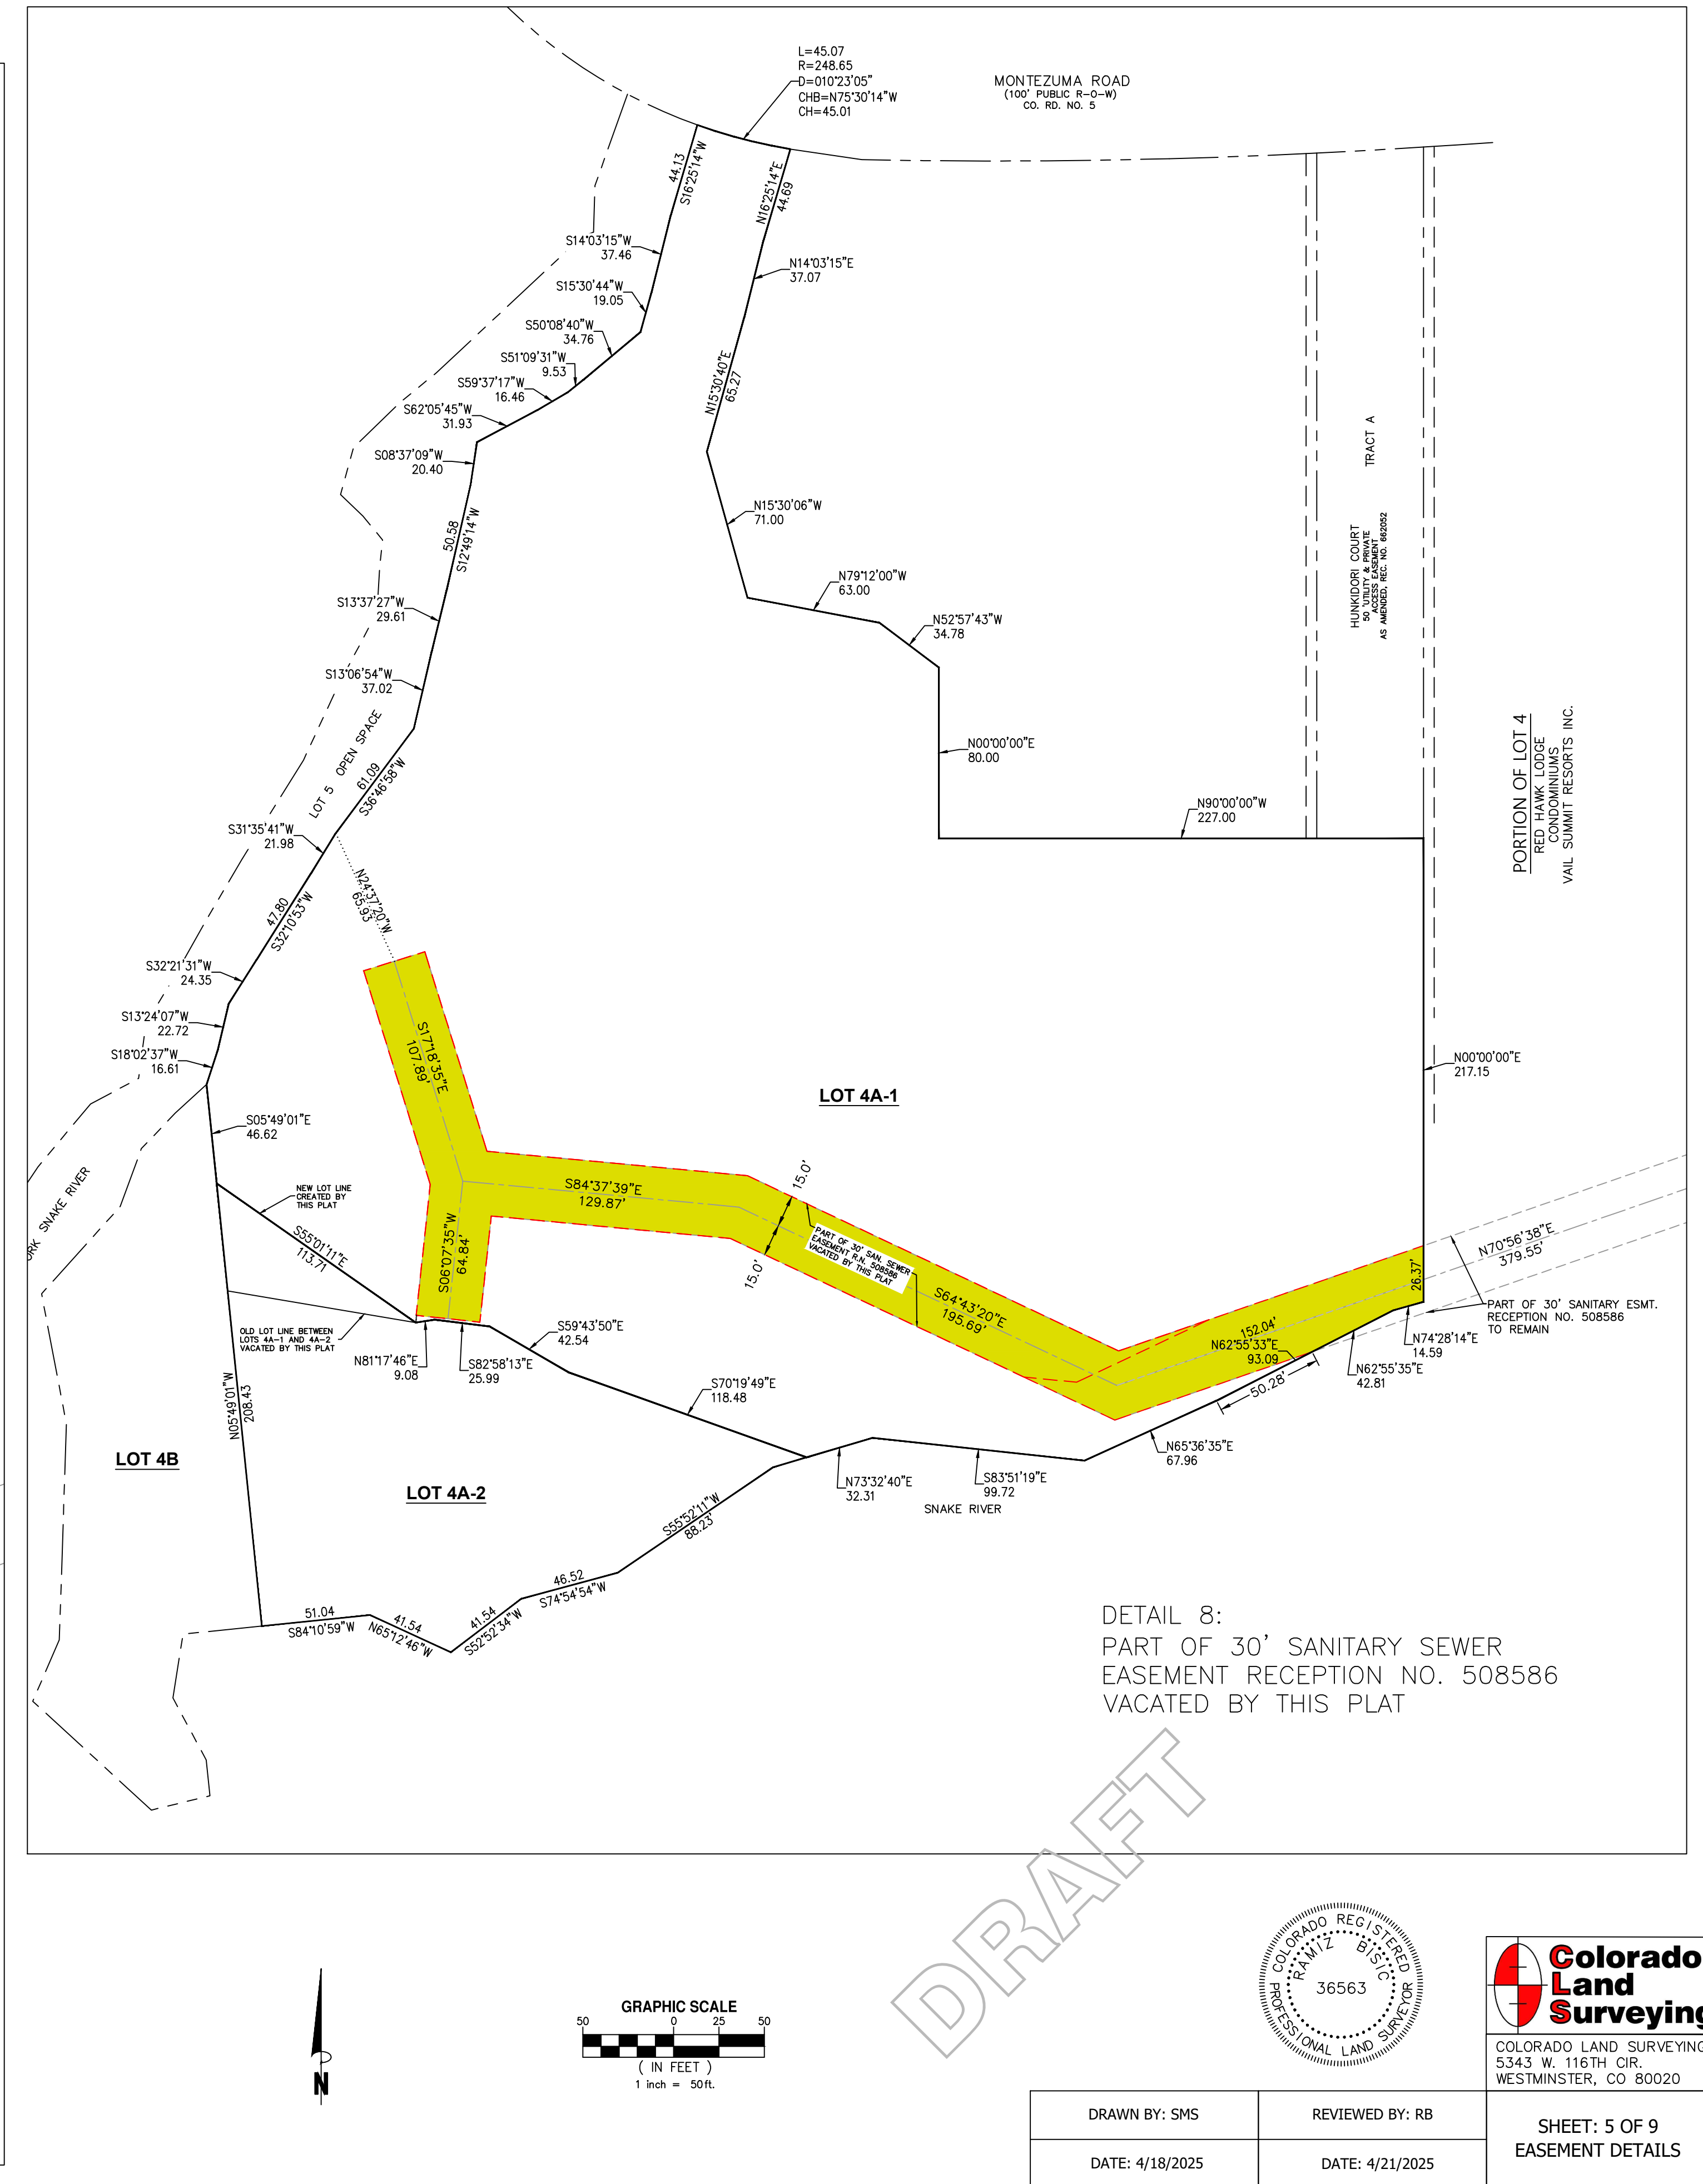 L=45.07
R=248.65
D=010°23'05"
CHB=N75°30'14"W
CH=45.01
MONTEZUMA ROAD
(100' PUBLIC R-O-W)
CO. RD. NO. 5
44.13
S16°25'14"W
N16°25'14"E
44.69
S14°03'15"W
37.46
N14°03'15"E
37.07
S15°30'44"W
19.05
S50°08'40"W
34.76
S51°09'31"W
9.53
S59°37'17"W
16.46
S62°05'45"W
31.93
N15°30'40"E
65.27
S08°37'09"W
20.40
TRACT A
HUNKIDORI COURT
50 'UTILITY & PRIVATE
ACCESS EASEMENT
AS AMENDED, REC. NO. 662052
N15°30'06"W
71.00
50.58
S12°49'14"W
N79°12'00"W
63.00
S13°37'27"W
29.61
N52°57'43"W
34.78
S13°06'54"W
37.02
LOT 5 OPEN SPACE
61.09
S36°46'58"W
N00°00'00"E
80.00
N90°00'00"W
227.00
PORTION OF LOT 4
RED HAWK LODGE
CONDOMINIUMS
VAIL SUMMIT RESORTS INC.
S31°35'41"W
21.98
N24°37'20"W
65.93
47.80
S32°10'53"W
S32°21'31"W
24.35
S13°24'07"W
22.72
S18°02'37"W
16.61
S17°18'35"E
107.89'
LOT 4A-1
N00°00'00"E
217.15
S05°49'01"E
46.62
SNAKE RIVER
NEW LOT LINE
CREATED BY
THIS PLAT
S55°01'11"E
113.71
S84°37'39"E
129.87'
15.0'
15.0'
S06°07'35"W
64.84'
PART OF 30' SAN. SEWER
EASEMENT R.N. 508586
VACATED BY THIS PLAT
S64°43'20"E
195.69'
N70°56'38"E
379.55'
26.37'
PART OF 30' SANITARY ESMT.
RECEPTION NO. 508586
TO REMAIN
OLD LOT LINE BETWEEN
LOTS 4A-1 AND 4A-2
VACATED BY THIS PLAT
S59°43'50"E
42.54
152.04'
N62°55'33"E
93.09
N74°28'14"E
14.59
N81°17'46"E
9.08
S82°58'13"E
25.99
N62°55'35"E
42.81
50.28'
S70°19'49"E
118.48
N05°49'01"W
208.43
LOT 4B
LOT 4A-2
N65°36'35"E
67.96
N73°32'40"E
32.31
S83°51'19"E
99.72
SNAKE RIVER
S55°52'11"W
88.23'
46.52
S74°54'54"W
51.04
S84°10'59"W
41.54
N65°12'46"W
41.54
S52°52'34"W
DETAIL 8:
PART OF 30' SANITARY SEWER
EASEMENT RECEPTION NO. 508586
VACATED BY THIS PLAT
DRAFT
N
GRAPHIC SCALE
50 0 25 50
( IN FEET )
1 inch = 50ft.
COLORADO REGISTERED
RAMIZ BISIC
36563
PROFESSIONAL LAND SURVEYOR
Colorado
Land
Surveying
COLORADO LAND SURVEYING
5343 W. 116TH CIR.
WESTMINSTER, CO 80020
DRAWN BY: SMS
REVIEWED BY: RB
DATE: 4/18/2025
DATE: 4/21/2025
SHEET: 5 OF 9
EASEMENT DETAILS